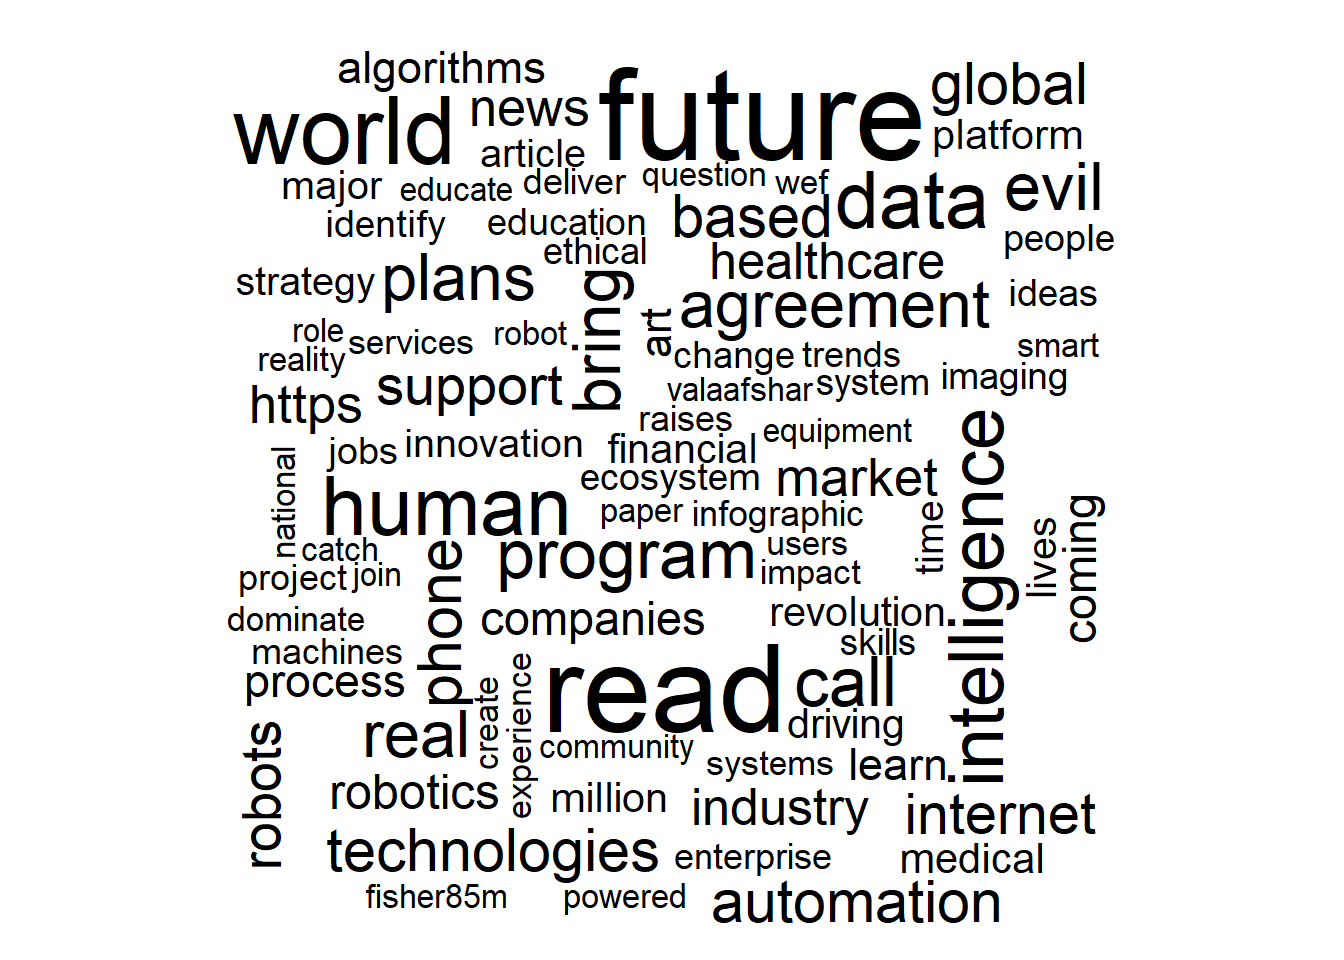 algorithms
future
global
world
news
platform
article
major
educate
deliver
question
wef
data
evil
identify
education
based
people
ethical
healthcare
strategy
plans
bring
art
agreement
ideas
role
services
robot
reality
change
trends
smart
https
support
valaafshar
system
imaging
raises
jobs
innovation
financial
equipment
national
ecosystem
market
intelligence
human
paper
infographic
time
lives
coming
catch
program
users
project
join
phone
impact
dominate
companies
revolution
machines
skills
process
read
call
robots
real
create
experience
community
driving
systems
learn
robotics
million
industry
internet
technologies
enterprise
medical
fisher85m
powered
automation